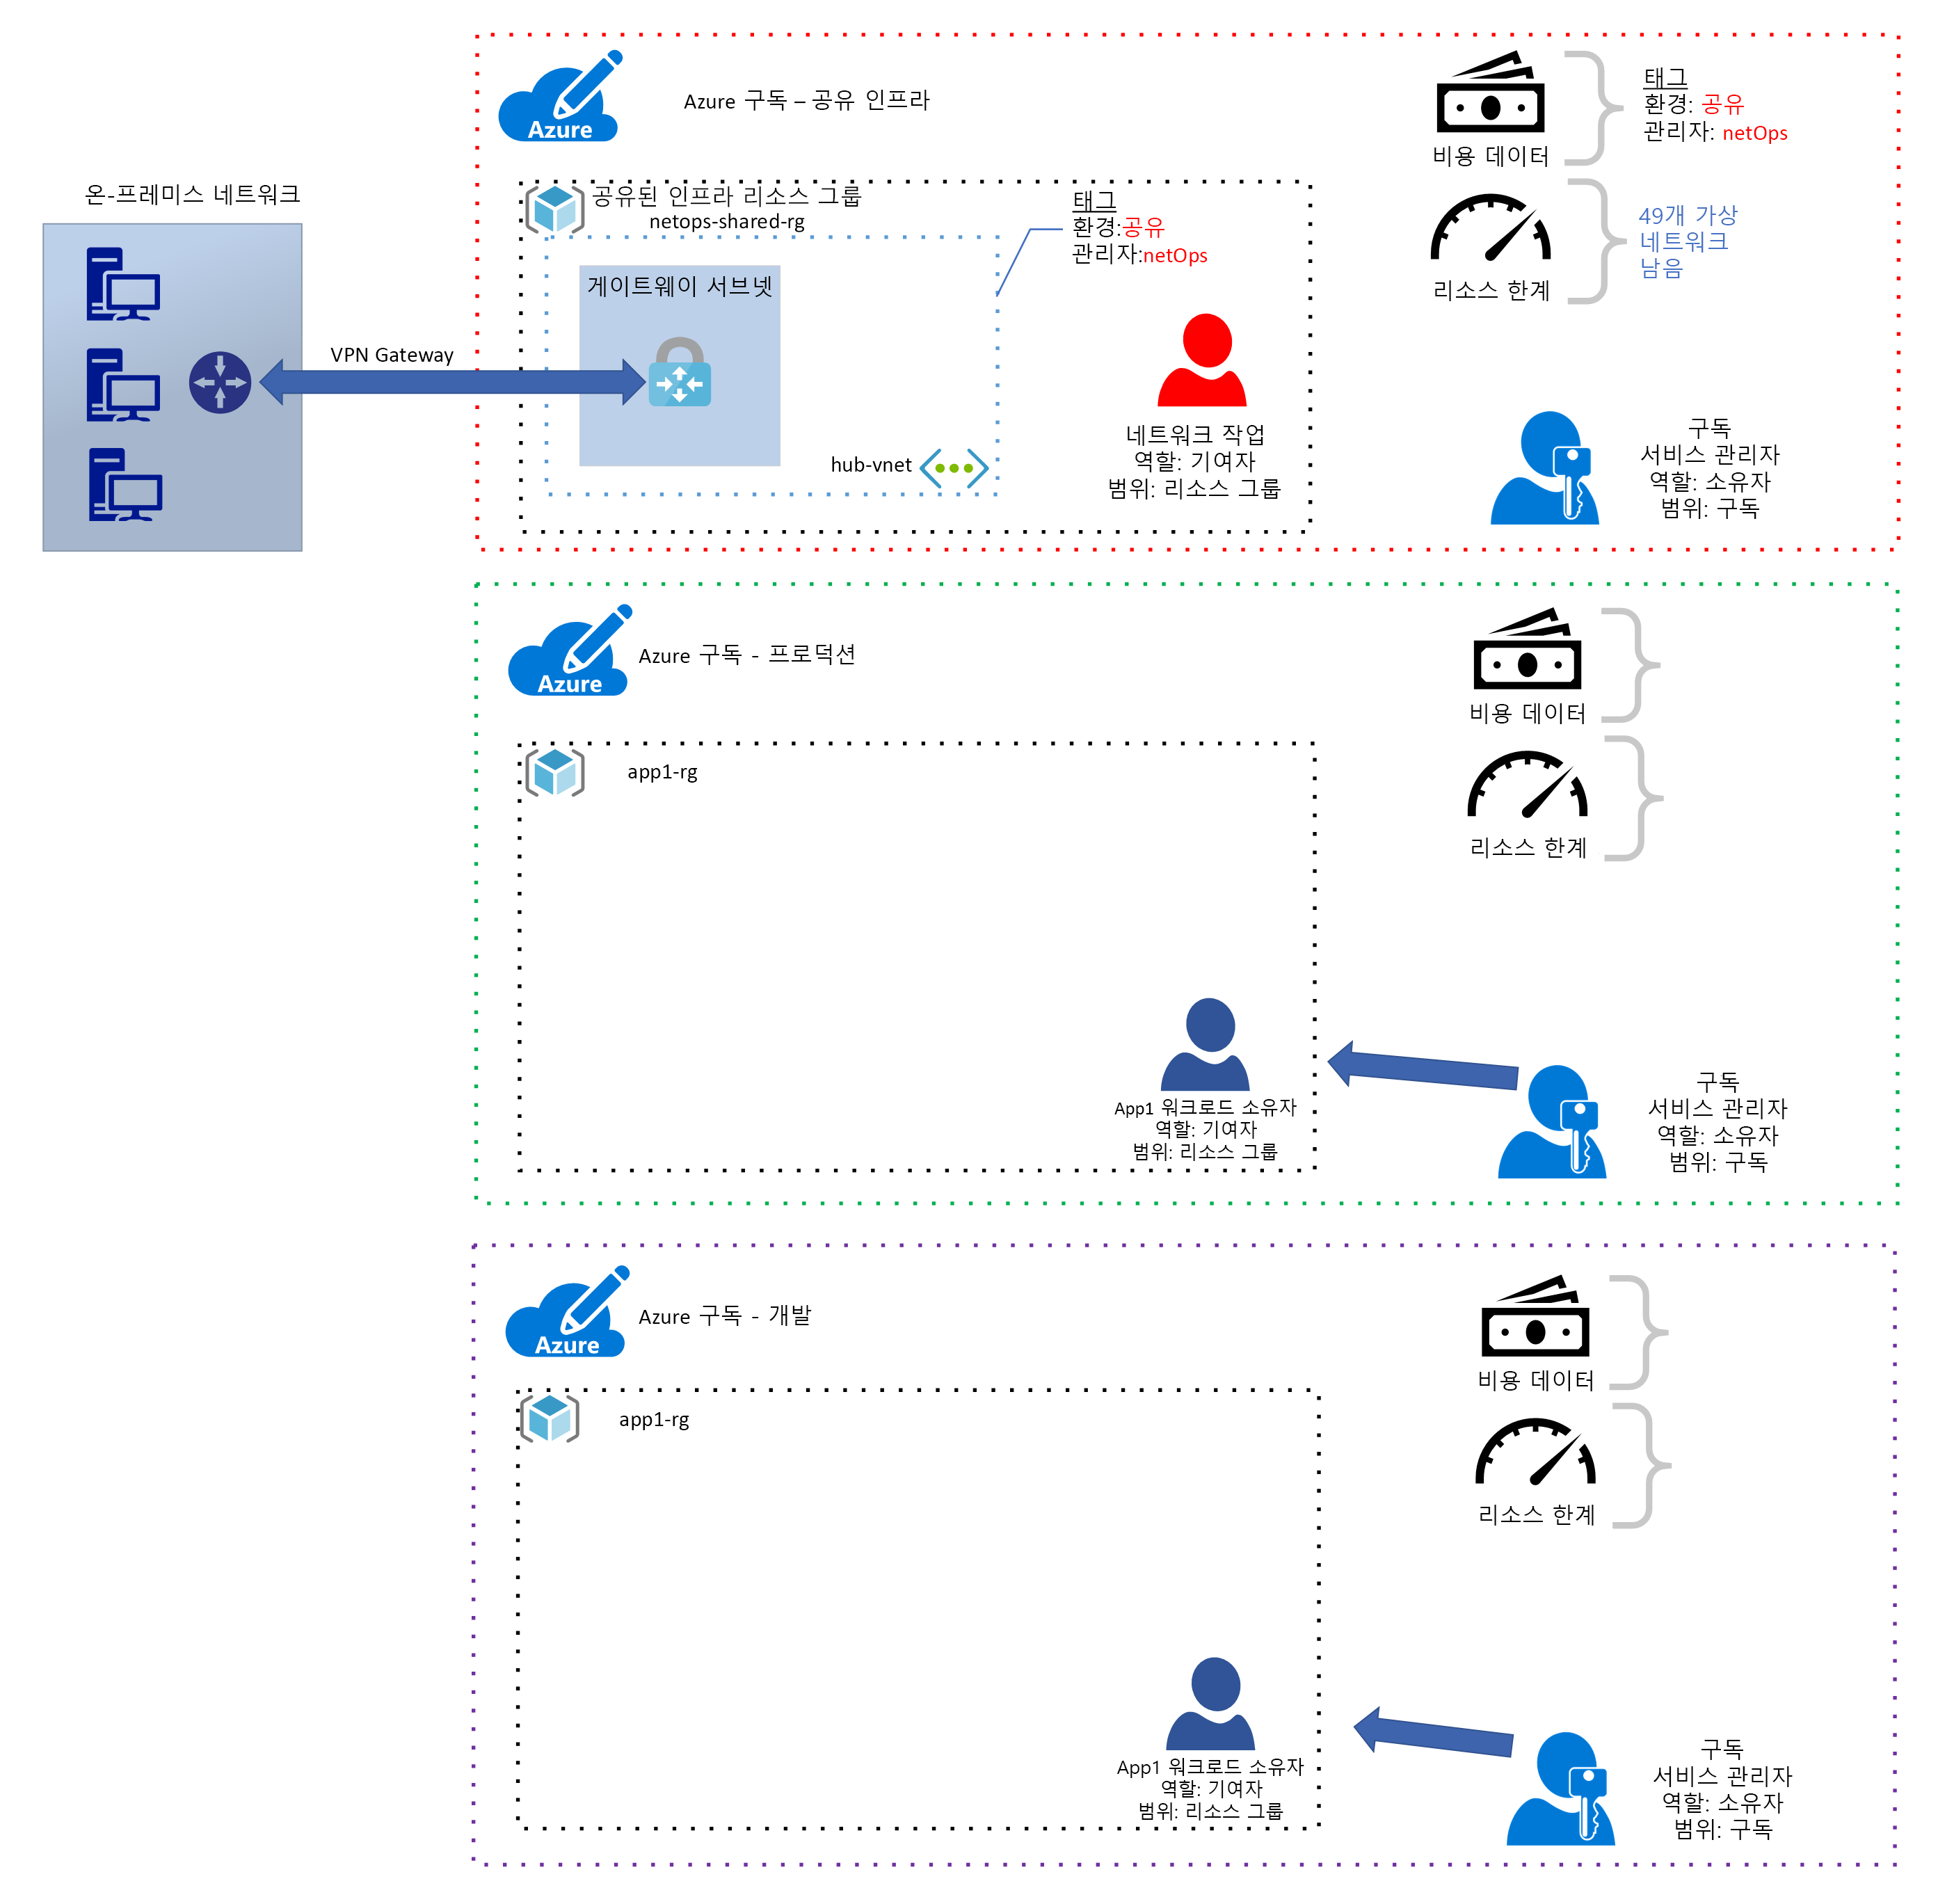 Azure
Azure 구독 – 공유 인프라
비용 데이터
태그
환경: 공유
관리자: netOps
온-프레미스 네트워크
공유된 인프라 리소스 그룹
netops-shared-rg
태그
환경:공유
관리자:netOps
49개 가상
네트워크
남음
리소스 한계
게이트웨이 서브넷
VPN Gateway
hub-vnet
네트워크 작업
역할: 기여자
범위: 리소스 그룹
구독
서비스 관리자
역할: 소유자
범위: 구독
Azure
Azure 구독 - 프로덕션
비용 데이터
app1-rg
리소스 한계
App1 워크로드 소유자
역할: 기여자
범위: 리소스 그룹
구독
서비스 관리자
역할: 소유자
범위: 구독
Azure
Azure 구독 - 개발
비용 데이터
app1-rg
리소스 한계
App1 워크로드 소유자
역할: 기여자
범위: 리소스 그룹
구독
서비스 관리자
역할: 소유자
범위: 구독